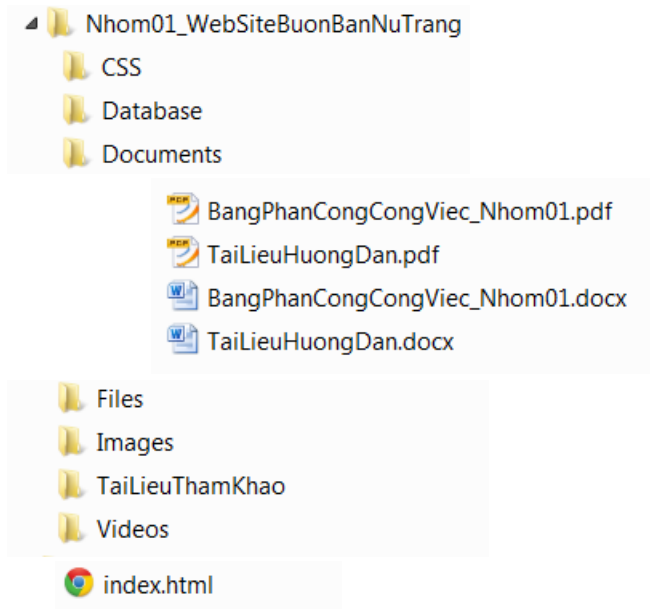 Nhom01_WebSiteBuonBanNuTrang
CSS
Database
Documents
BangPhanCongCongViec_Nhom01.pdf
TaiLieuHuongDan.pdf
BangPhanCongCongViec_Nhom01.docx
TaiLieuHuongDan.docx
Files
Images
TaiLieuThamKhao
Videos
index.html